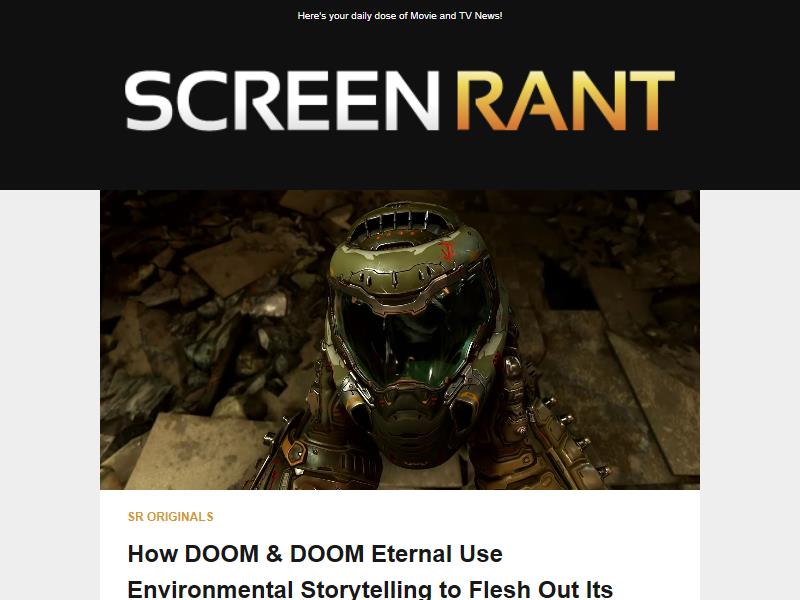 Here's your daily dose of Movie and TV News!
SCREEN RANT
SR ORIGINALS
How DOOM & DOOM Eternal Use
Environmental Storytelling to Flesh Out Its